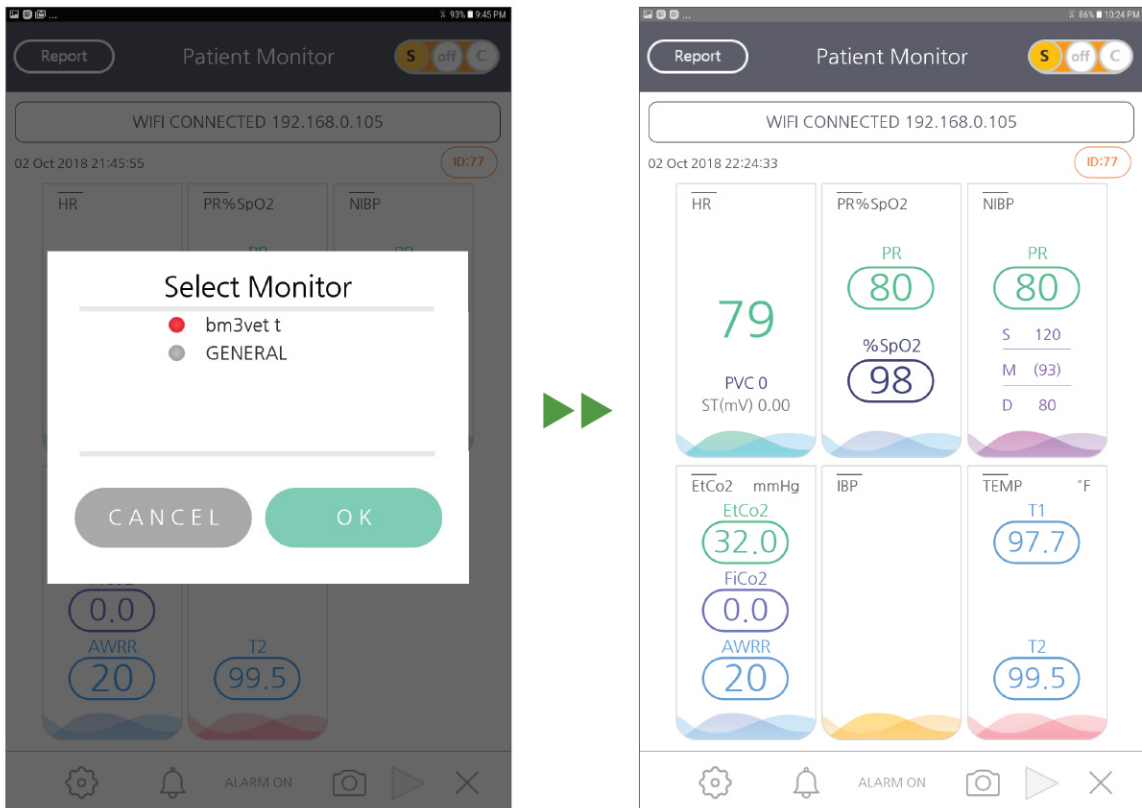 ... 93% 9:45 PM
Report Patient Monitor S off C
WIFI CONNECTED 192.168.0.105
02 Oct 2018 21:45:55 ID:77
HR PR%SpO2 NIBP
Select Monitor
bm3vet t
GENERAL
CANCEL OK
0.0
AWRR T2
20 99.5
ALARM ON
... 86% 10:24 PM
Report Patient Monitor S off C
WIFI CONNECTED 192.168.0.105
02 Oct 2018 22:24:33 ID:77
HR PR%SpO2 NIBP
PR PR
79 80 80
S 120
%SpO2
M (93)
PVC 0 98
ST(mV) 0.00 D 80
EtCo2 mmHg IBP TEMP °F
EtCo2 T1
32.0 97.7
FiCo2
0.0
AWRR T2
20 99.5
ALARM ON